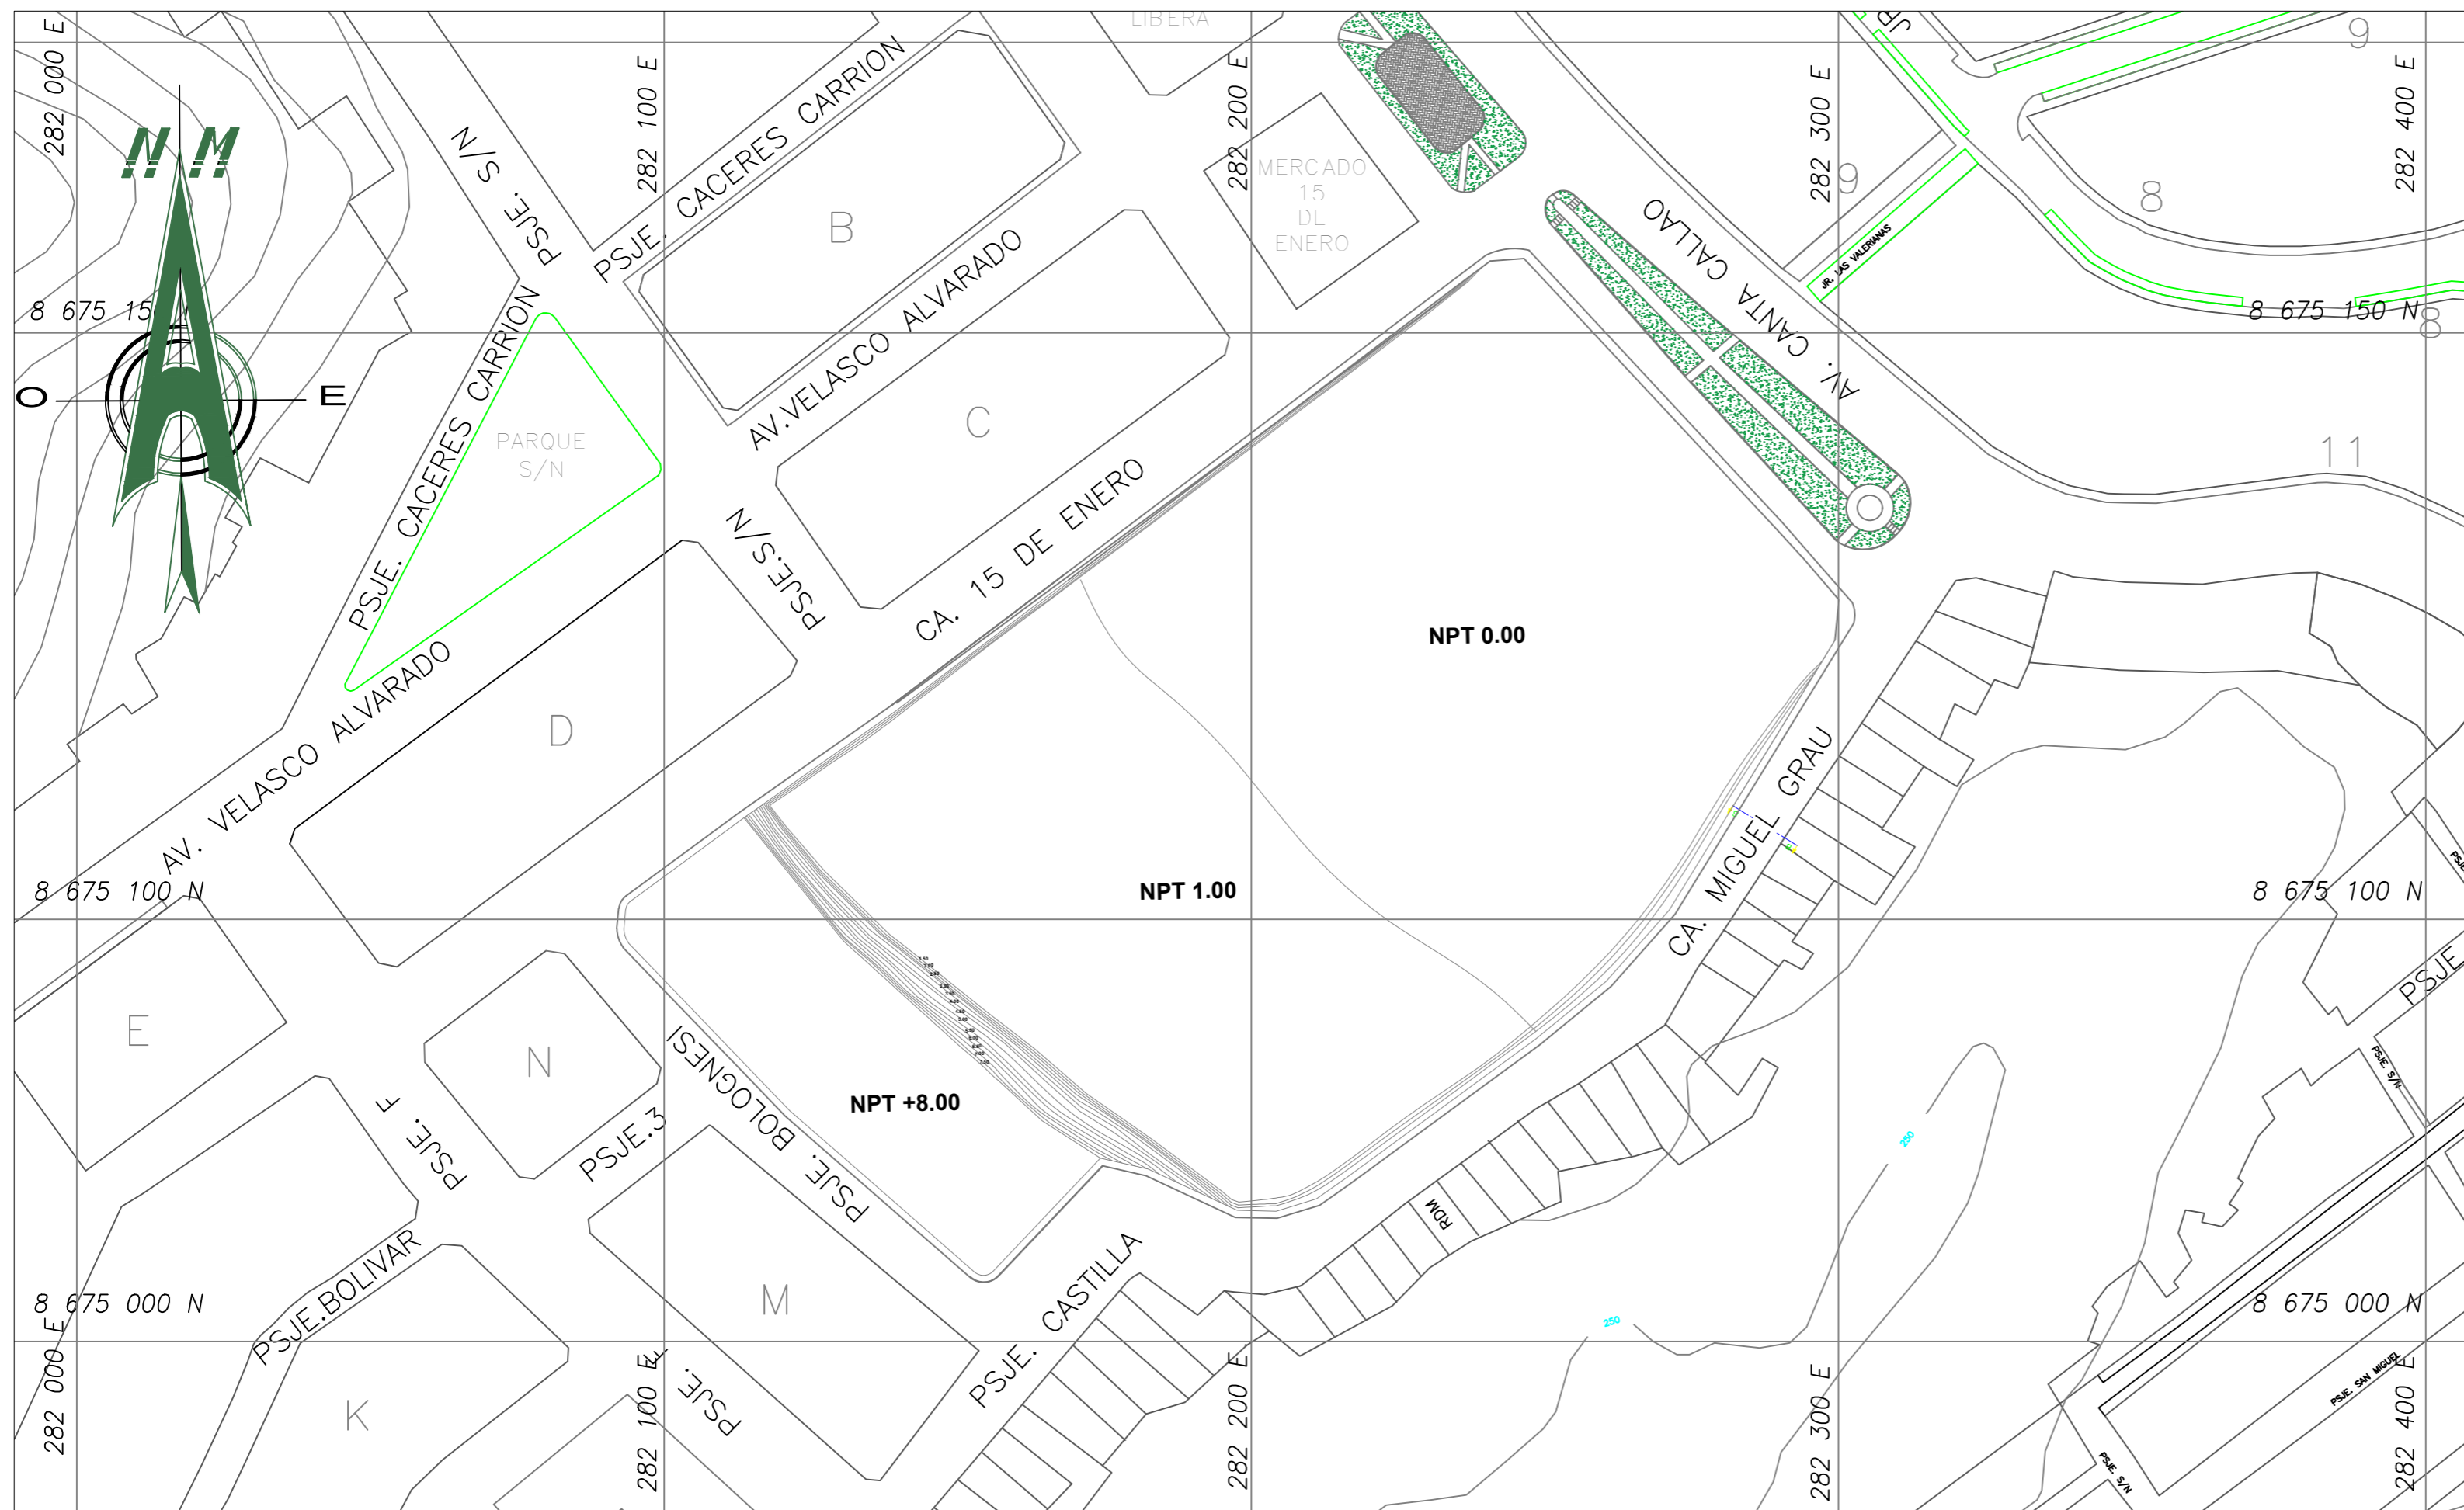 LIBERA
JR
9
282 000 E
282 100 E
282 200 E
282 300 E
282 400 E
N M
O
E
PSJE. S/N
PSJE. CACERES CARRION
B
MERCADO
15
DE
ENERO
AV. CANTA CALLAO
9
8
JR. LAS VALERIANAS
8 675 15
8 675 150 N
8
PSJE. CACERES CARRION
PARQUE
S/N
AV.VELASCO ALVARADO
C
11
CA. 15 DE ENERO
PSJE.S/N
NPT 0.00
AV. VELASCO ALVARADO
D
CA. MIGUEL GRAU
8 675 100 N
NPT 1.00
8 675 100 N
PSJE
PSJE
E
N
PSJE. BOLOGNESI
NPT +8.00
PSJE. F
PSJE.3
PSJE. S/N
250
RDM
PSJE.BOLIVAR
M
PSJE. CASTILLA
8 675 000 N
250
8 675 000 N
K
PSJE.
PSJE. SAN MIGUEL
PSJE. S/N
282 000 E
282 100 E
282 200 E
282 300 E
282 400 E